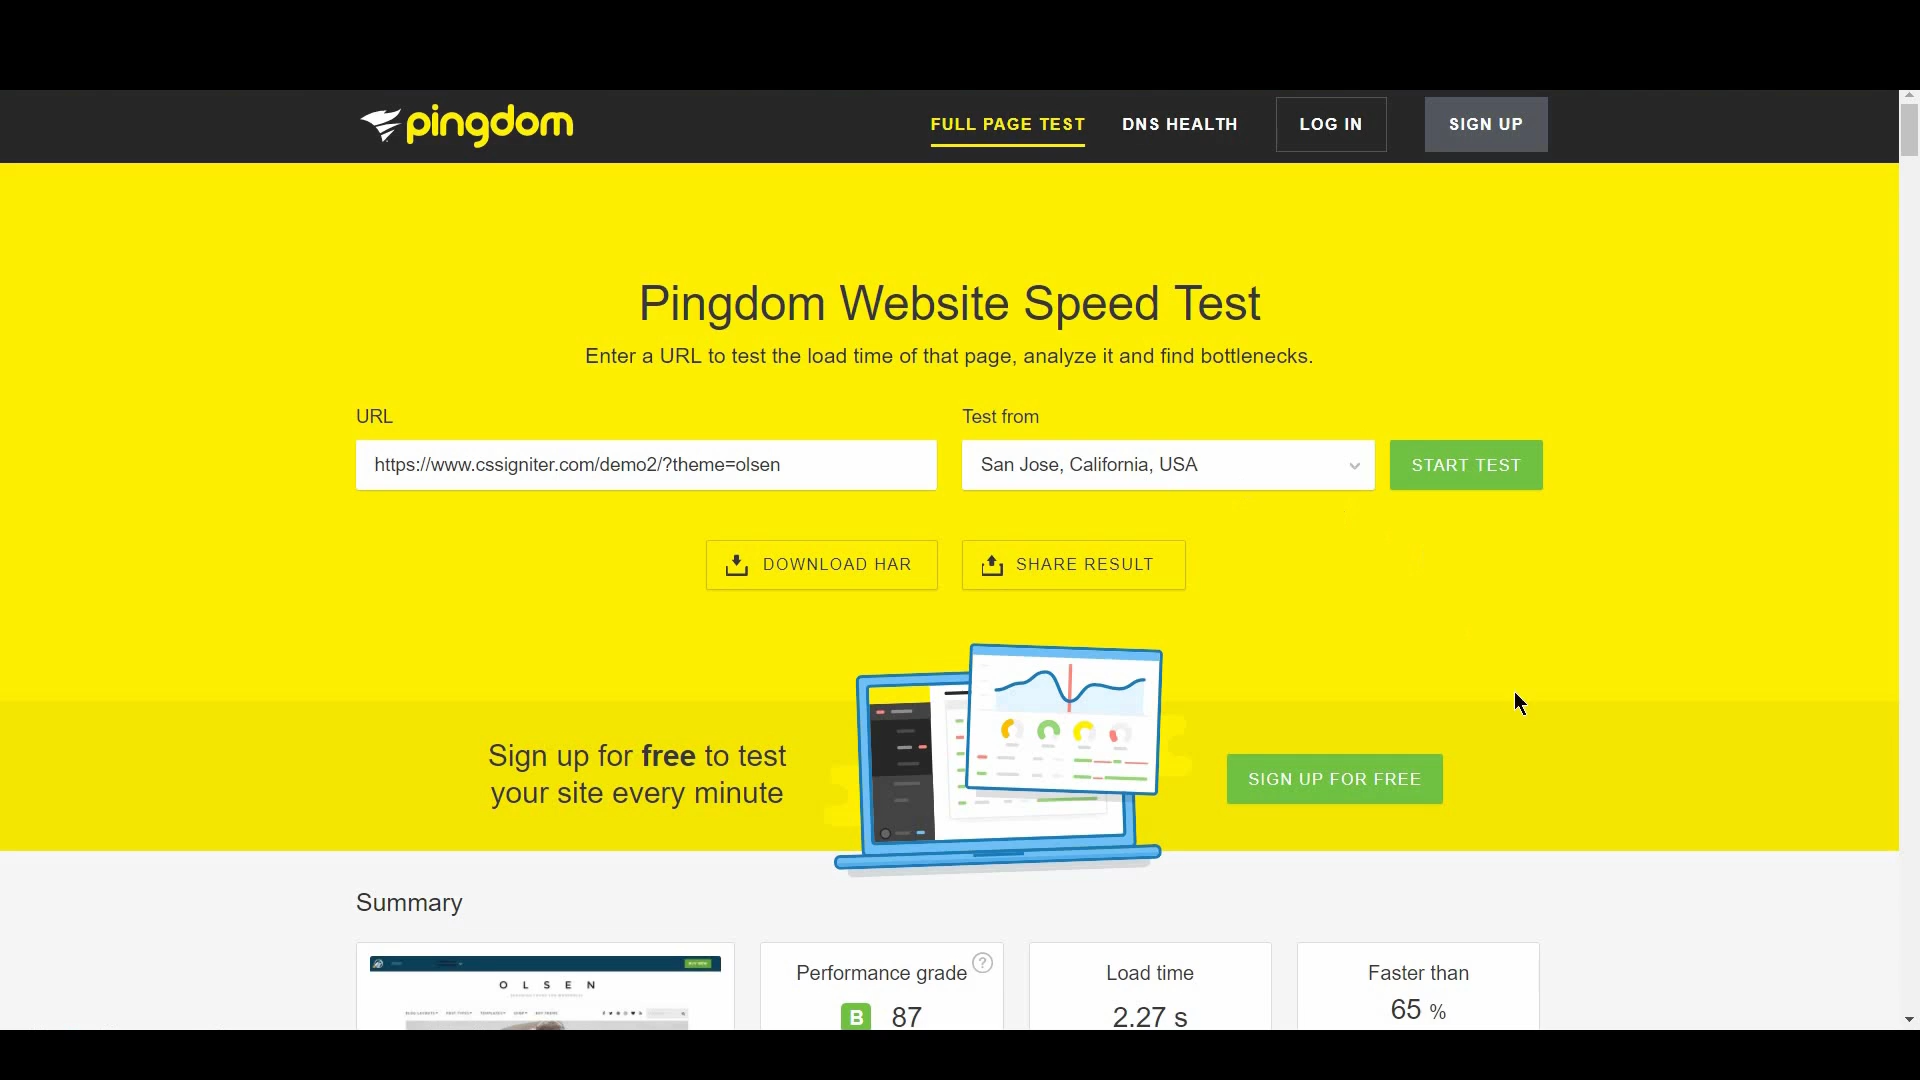 pingdom
FULL PAGE TEST
DNS HEALTH
LOG IN
SIGN UP
Pingdom Website Speed Test
Enter a URL to test the load time of that page, analyze it and find bottlenecks.
URL
Test from
https://www.cssigniter.com/demo2/?theme=olsen
San Jose, California, USA
START TEST
DOWNLOAD HAR
SHARE RESULT
Sign up for free to test
your site every minute
SIGN UP FOR FREE
Summary
OLSEN
Performance grade ?
B 87
Load time
2.27 s
Faster than
65 %